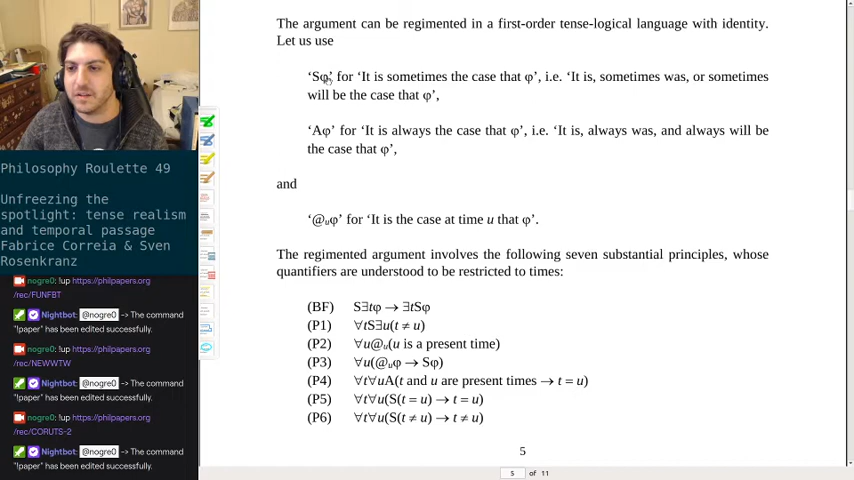 The argument can be regimented in a first-order tense-logical language with identity.
Let us use
‘Sφ’ for ‘It is sometimes the case that φ’, i.e. ‘It is, sometimes was, or sometimes
will be the case that φ’,
‘Aφ’ for ‘It is always the case that φ’, i.e. ‘It is, always was, and always will be
the case that φ’,
and
‘@uφ’ for ‘It is the case at time u that φ’.
The regimented argument involves the following seven substantial principles, whose
quantifiers are understood to be restricted to times:
(BF) S∃tφ → ∃tSφ
(P1) ∀tS∃u(t ≠ u)
(P2) ∀u@u(u is a present time)
(P3) ∀u(@uφ → Sφ)
(P4) ∀t∀uA(t and u are present times → t = u)
(P5) ∀t∀u(S(t = u) → t = u)
(P6) ∀t∀u(S(t ≠ u) → t ≠ u)
5
5 of 11
Philosophy Roulette 49
Unfreezing the
spotlight: tense realism
and temporal passage
Fabrice Correia & Sven
Rosenkranz
nogre0: !up https://philpapers.org
/rec/FUNFBT
Nightbot: @nogre0 -> The command
"!paper" has been edited successfully.
nogre0: !up https://philpapers.org
/rec/NEWWTW
Nightbot: @nogre0 -> The command
"!paper" has been edited successfully.
nogre0: !up https://philpapers.org
/rec/CORUTS-2
Nightbot: @nogre0 -> The command
"!paper" has been edited successfully.